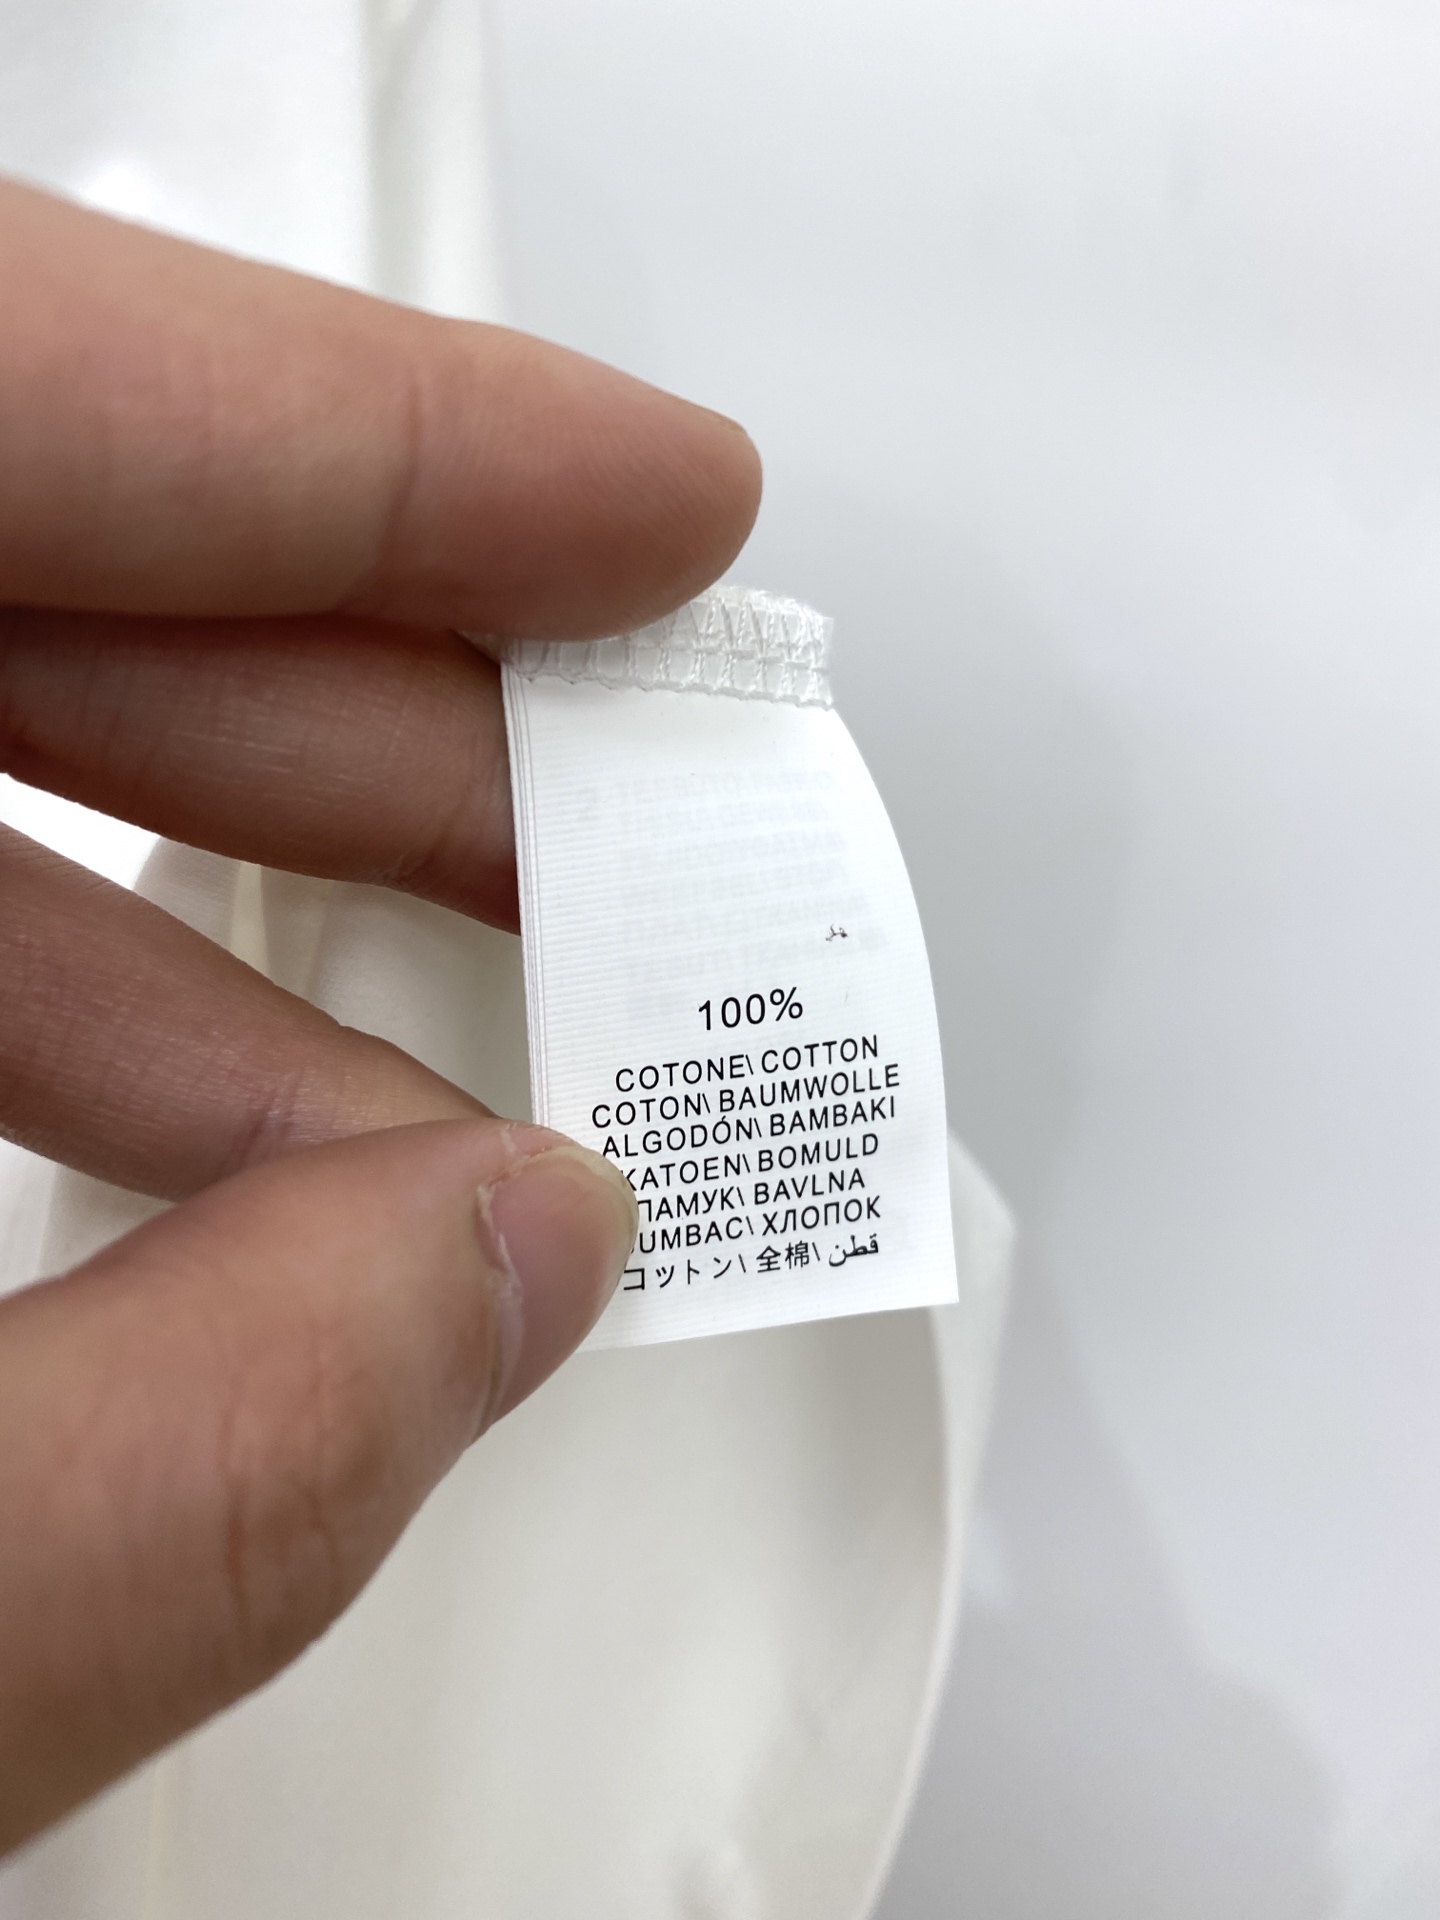 100%
COTONE\ COTTON
COTON\ BAUMWOLLE
ALGODÓN\ BAMBAKI
KATOEN\ BOMULD
ПАМУК\ BAVLNA
UMBAC\ ХЛОПОК
コットン\ 全棉\ قطن